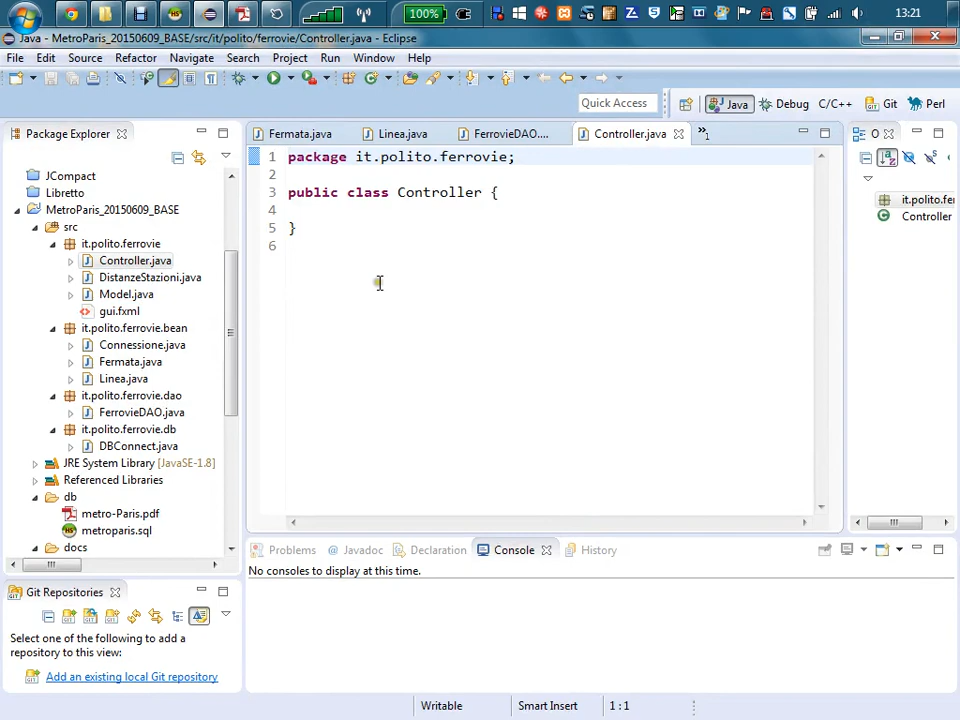 100%
13:21
Java - MetroParis_20150609_BASE/src/it/polito/ferrovie/Controller.java - Eclipse
File Edit Source Refactor Navigate Search Project Run Window Help
Quick Access
Java Debug C/C++ Git Perl
Package Explorer
Fermata.java Linea.java FerrovieDAO.... Controller.java »1
O
JCompact
Libretto
MetroParis_20150609_BASE
src
it.polito.ferrovie
Controller.java
DistanzeStazioni.java
Model.java
gui.fxml
it.polito.ferrovie.bean
Connessione.java
Fermata.java
Linea.java
it.polito.ferrovie.dao
FerrovieDAO.java
it.polito.ferrovie.db
DBConnect.java
JRE System Library [JavaSE-1.8]
Referenced Libraries
db
metro-Paris.pdf
metroparis.sql
docs
1 package it.polito.ferrovie;
2
3 public class Controller {
4
5 }
6
it.polito.fe
Controller
Problems @ Javadoc Declaration Console History
No consoles to display at this time.
Git Repositories
Select one of the following to add a
repository to this view:
Add an existing local Git repository
Writable Smart Insert 1 : 1